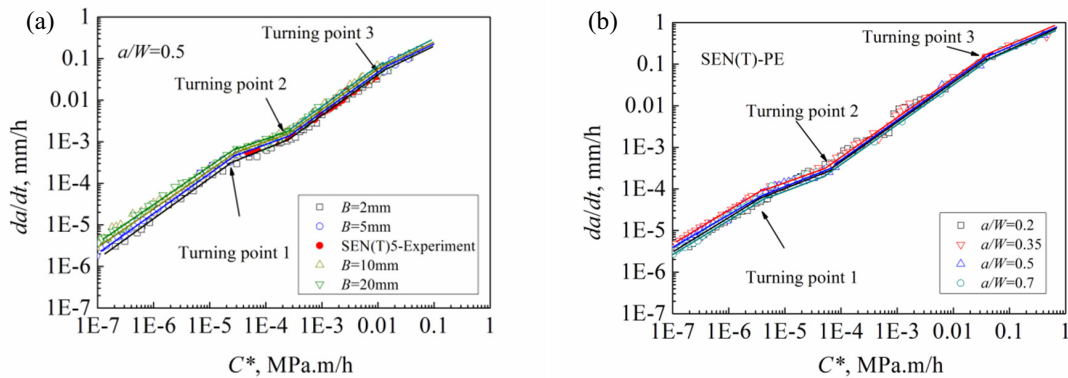 (a)
a/W=0.5
Turning point 3
Turning point 2
Turning point 1
B=2mm
B=5mm
SEN(T)5-Experiment
B=10mm
B=20mm
1
0.1
0.01
1E-3
1E-4
1E-5
1E-6
1E-7
da/dt, mm/h
1E-7 1E-6 1E-5 1E-4 1E-3 0.01 0.1 1
C*, MPa.m/h
(b)
SEN(T)-PE
Turning point 3
Turning point 2
Turning point 1
a/W=0.2
a/W=0.35
a/W=0.5
a/W=0.7
1
0.1
0.01
1E-3
1E-4
1E-5
1E-6
1E-7
da/dt, mm/h
1E-7 1E-6 1E-5 1E-4 1E-3 0.01 0.1 1
C*, MPa.m/h